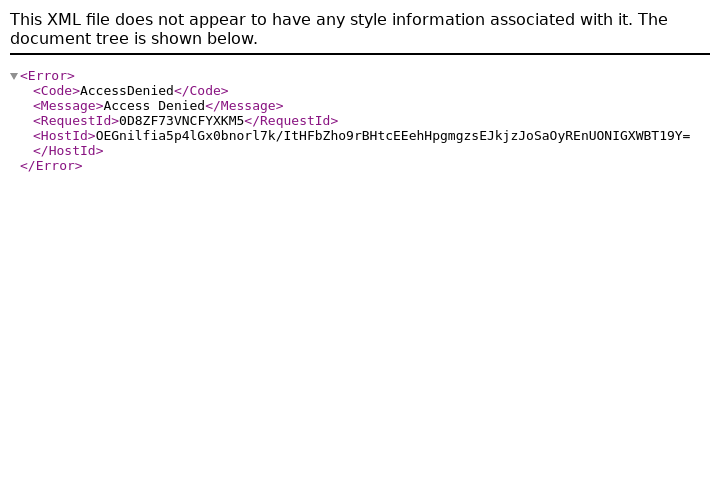 This XML file does not appear to have any style information associated with it. The
document tree is shown below.
<Error>
<Code>AccessDenied</Code>
<Message>Access Denied</Message>
<RequestId>0D8ZF73VNCFYXKM5</RequestId>
<HostId>OEGnilfia5p4lGx0bnorl7k/ItHFbZho9rBHtcEEehHpgmgzsEJkjzJoSaOyREnUONIGXWBT19Y=
</HostId>
</Error>